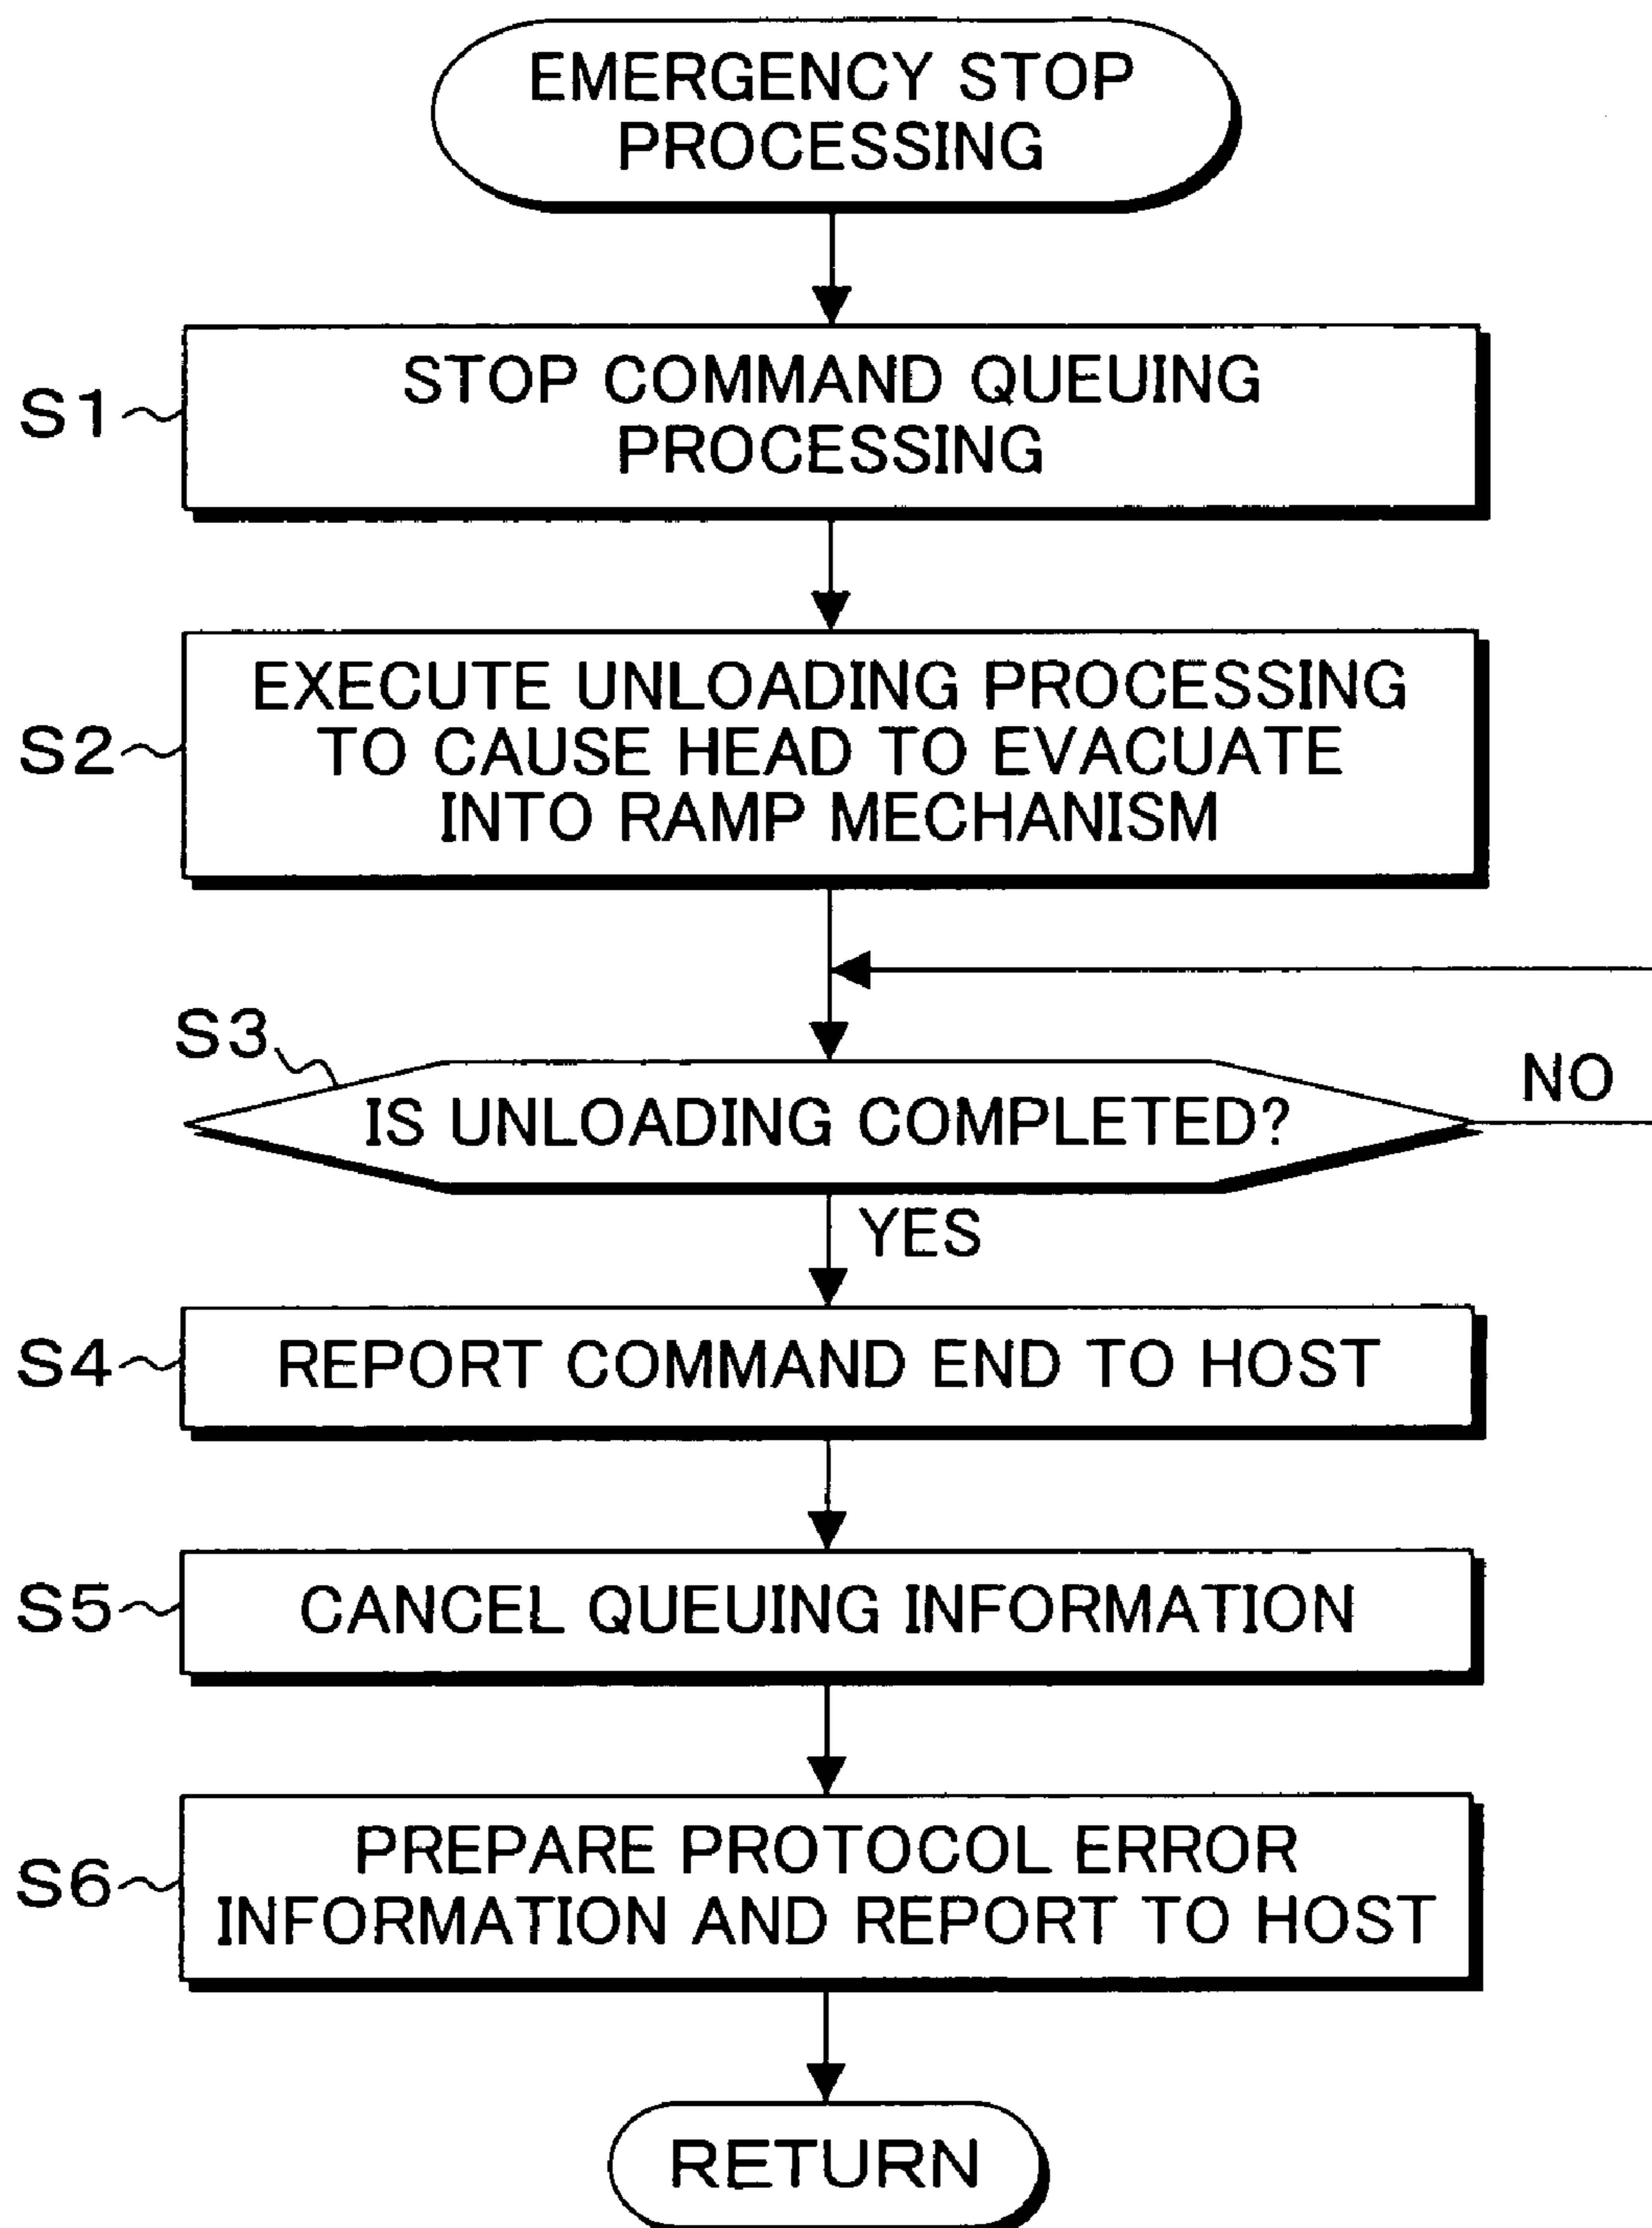 EMERGENCY STOP
PROCESSING
S1
STOP COMMAND QUEUING
PROCESSING
S2
EXECUTE UNLOADING PROCESSING
TO CAUSE HEAD TO EVACUATE
INTO RAMP MECHANISM
S3
IS UNLOADING COMPLETED?
NO
YES
S4
REPORT COMMAND END TO HOST
S5
CANCEL QUEUING INFORMATION
S6
PREPARE PROTOCOL ERROR
INFORMATION AND REPORT TO HOST
RETURN